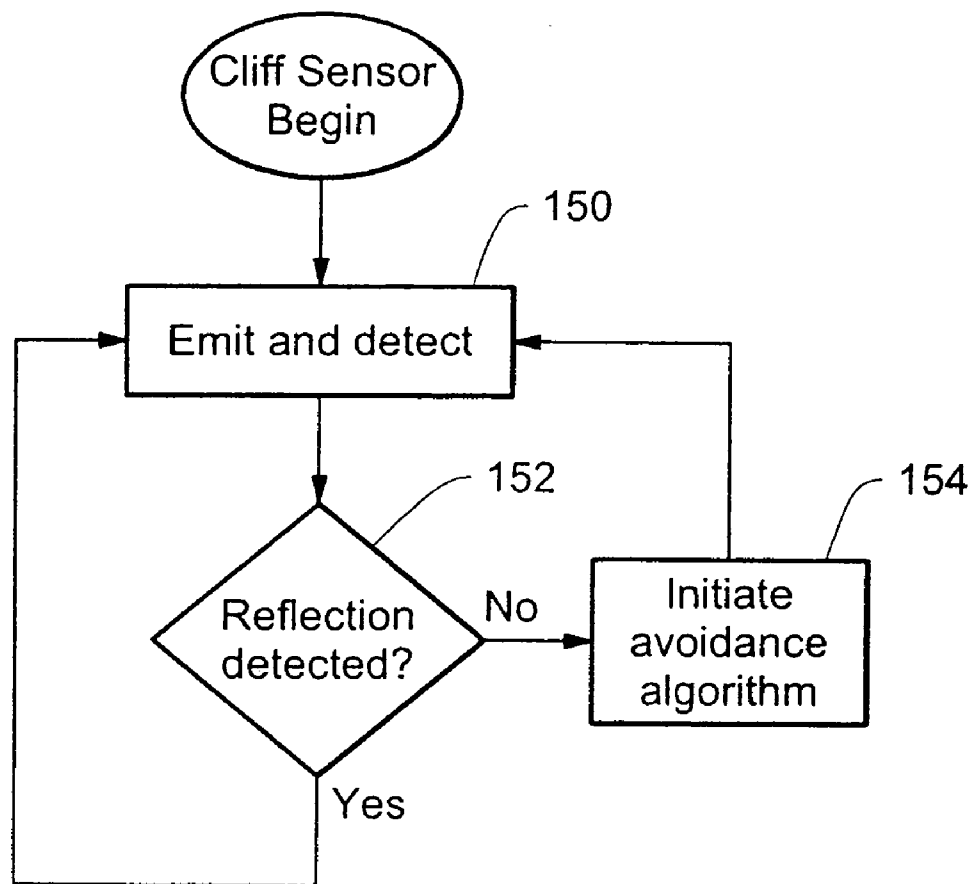 Cliff Sensor
Begin
150
Emit and detect
152
154
Reflection
detected?
No
Initiate
avoidance
algorithm
Yes